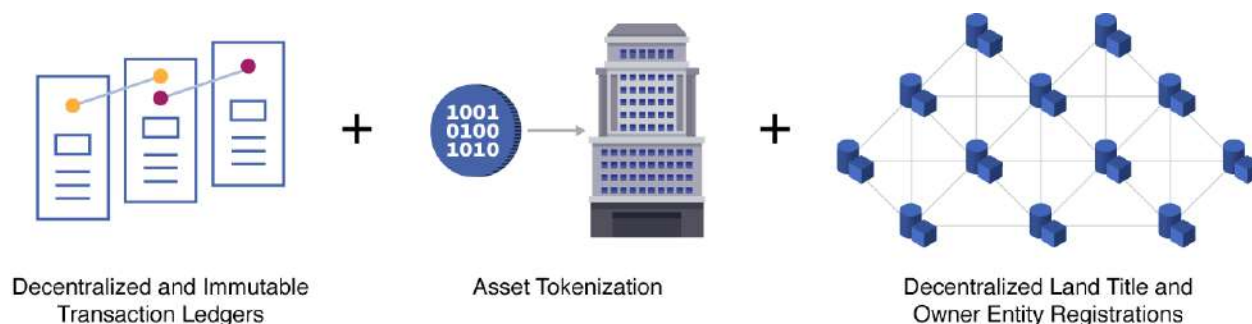 1001
0100
1010
+
+
Decentralized and Immutable
Transaction Ledgers
Asset Tokenization
Decentralized Land Title and
Owner Entity Registrations